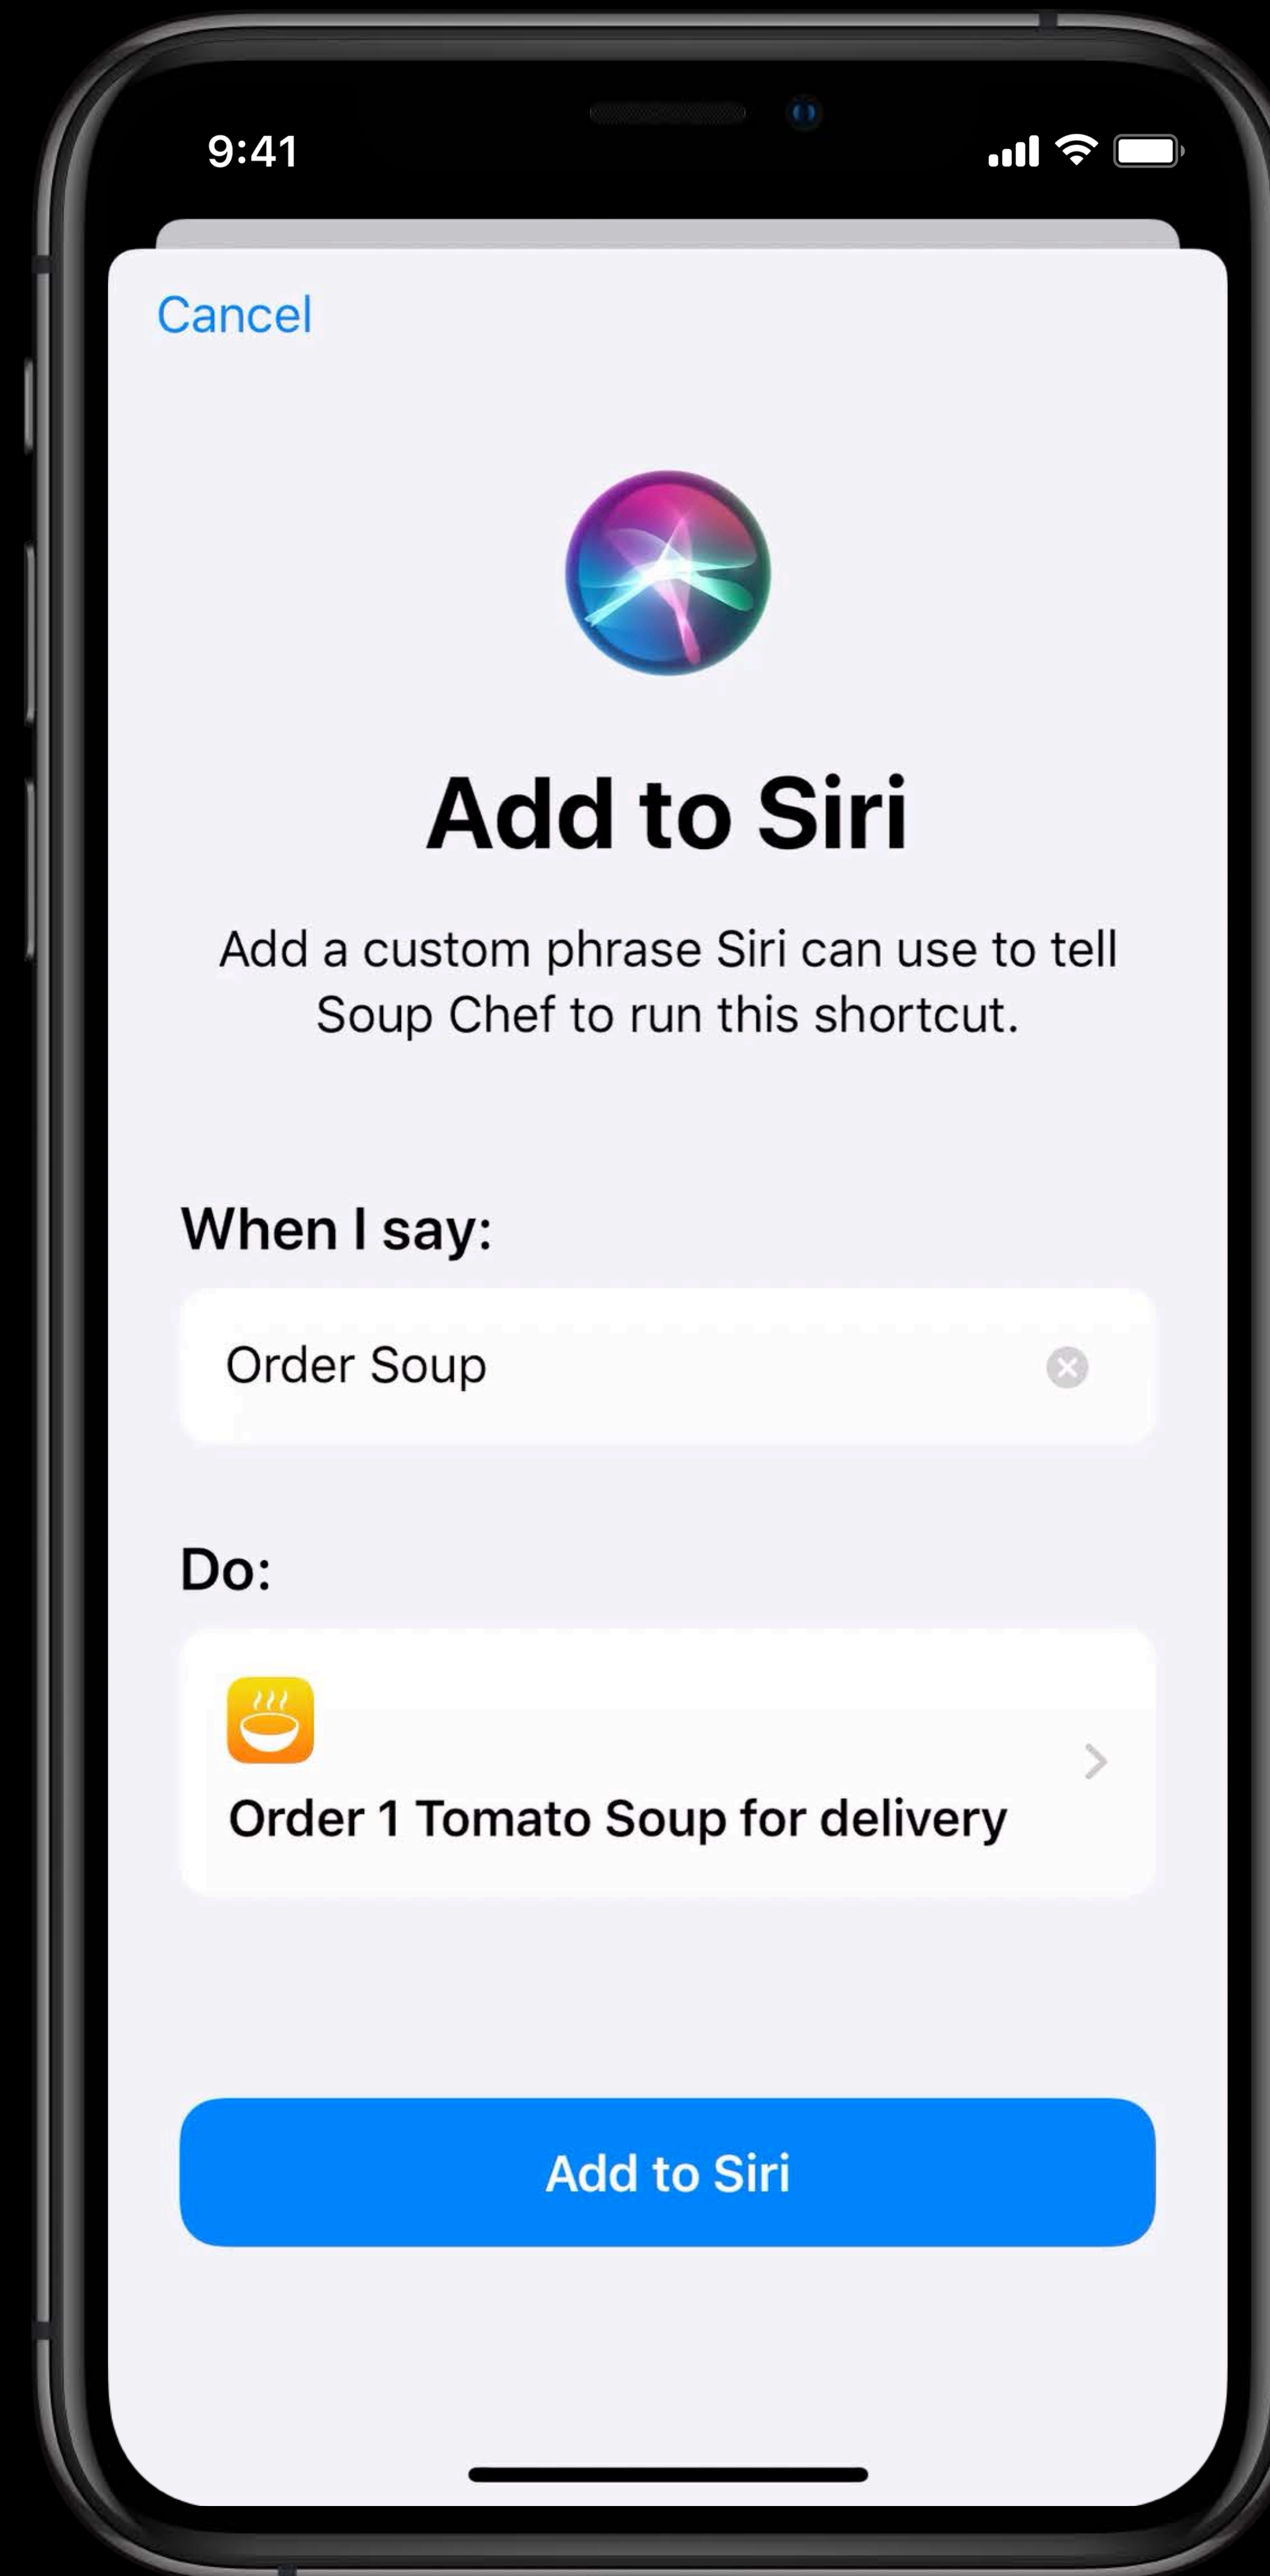 9:41
Cancel
Add to Siri
Add a custom phrase Siri can use to tell
Soup Chef to run this shortcut.
When I say:
Order Soup
Do:
Order 1 Tomato Soup for delivery
Add to Siri